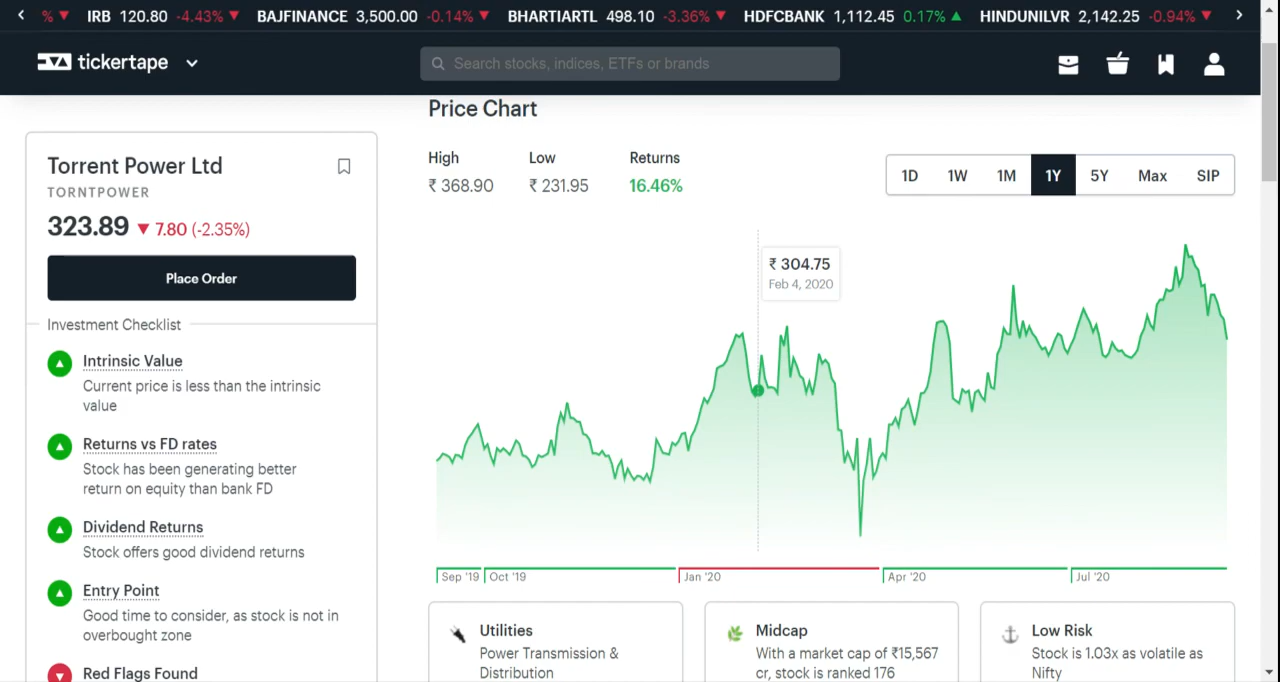 % ▼ IRB 120.80 -4.43% ▼ BAJFINANCE 3,500.00 -0.14% ▼ BHARTIARTL 498.10 -3.36% ▼ HDFCBANK 1,112.45 0.17% ▲ HINDUNILVR 2,142.25 -0.94% ▼
tickertape
Search stocks, indices, ETFs or brands
Torrent Power Ltd
TORNTPOWER
323.89 ▼ 7.80 (-2.35%)
Place Order
Investment Checklist
Intrinsic Value
Current price is less than the intrinsic
value
Returns vs FD rates
Stock has been generating better
return on equity than bank FD
Dividend Returns
Stock offers good dividend returns
Entry Point
Good time to consider, as stock is not in
overbought zone
Red Flags Found
Price Chart
High Low Returns
₹ 368.90 ₹ 231.95 16.46%
1D 1W 1M 1Y 5Y Max SIP
₹ 304.75
Feb 4, 2020
Sep '19 Oct '19 Jan '20 Apr '20 Jul '20
Utilities
Power Transmission &
Distribution
Midcap
With a market cap of ₹15,567
cr, stock is ranked 176
Low Risk
Stock is 1.03x as volatile as
Nifty